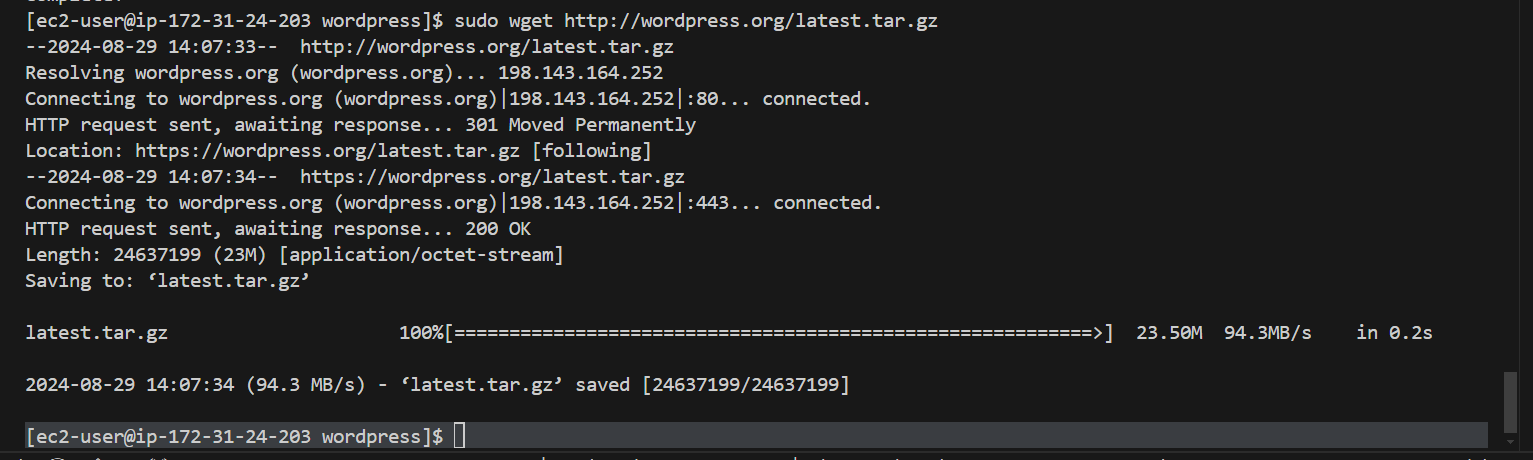 [ec2-user@ip-172-31-24-203 wordpress]$ sudo wget http://wordpress.org/latest.tar.gz
--2024-08-29 14:07:33--  http://wordpress.org/latest.tar.gz
Resolving wordpress.org (wordpress.org)... 198.143.164.252
Connecting to wordpress.org (wordpress.org)|198.143.164.252|:80... connected.
HTTP request sent, awaiting response... 301 Moved Permanently
Location: https://wordpress.org/latest.tar.gz [following]
--2024-08-29 14:07:34--  https://wordpress.org/latest.tar.gz
Connecting to wordpress.org (wordpress.org)|198.143.164.252|:443... connected.
HTTP request sent, awaiting response... 200 OK
Length: 24637199 (23M) [application/octet-stream]
Saving to: ‘latest.tar.gz’
latest.tar.gz                     100%[==========================================================>]  23.50M  94.3MB/s    in 0.2s
2024-08-29 14:07:34 (94.3 MB/s) - ‘latest.tar.gz’ saved [24637199/24637199]
[ec2-user@ip-172-31-24-203 wordpress]$